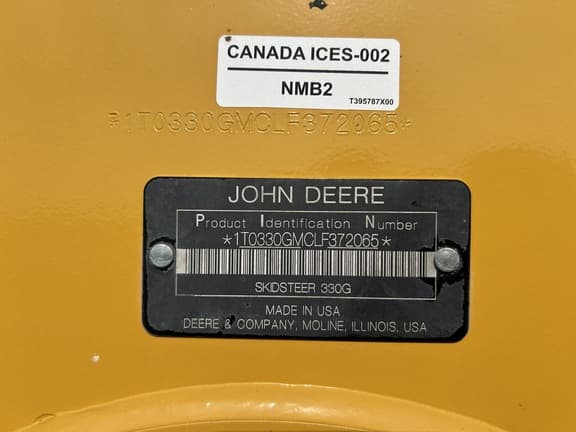 CANADA ICES-002
NMB2
T395787X00
*1T0330GMCLF372065*
JOHN DEERE
Product Identification Number
*1T0330GMCLF372065*
SKIDSTEER 330G
MADE IN USA
DEERE & COMPANY, MOLINE, ILLINOIS, USA